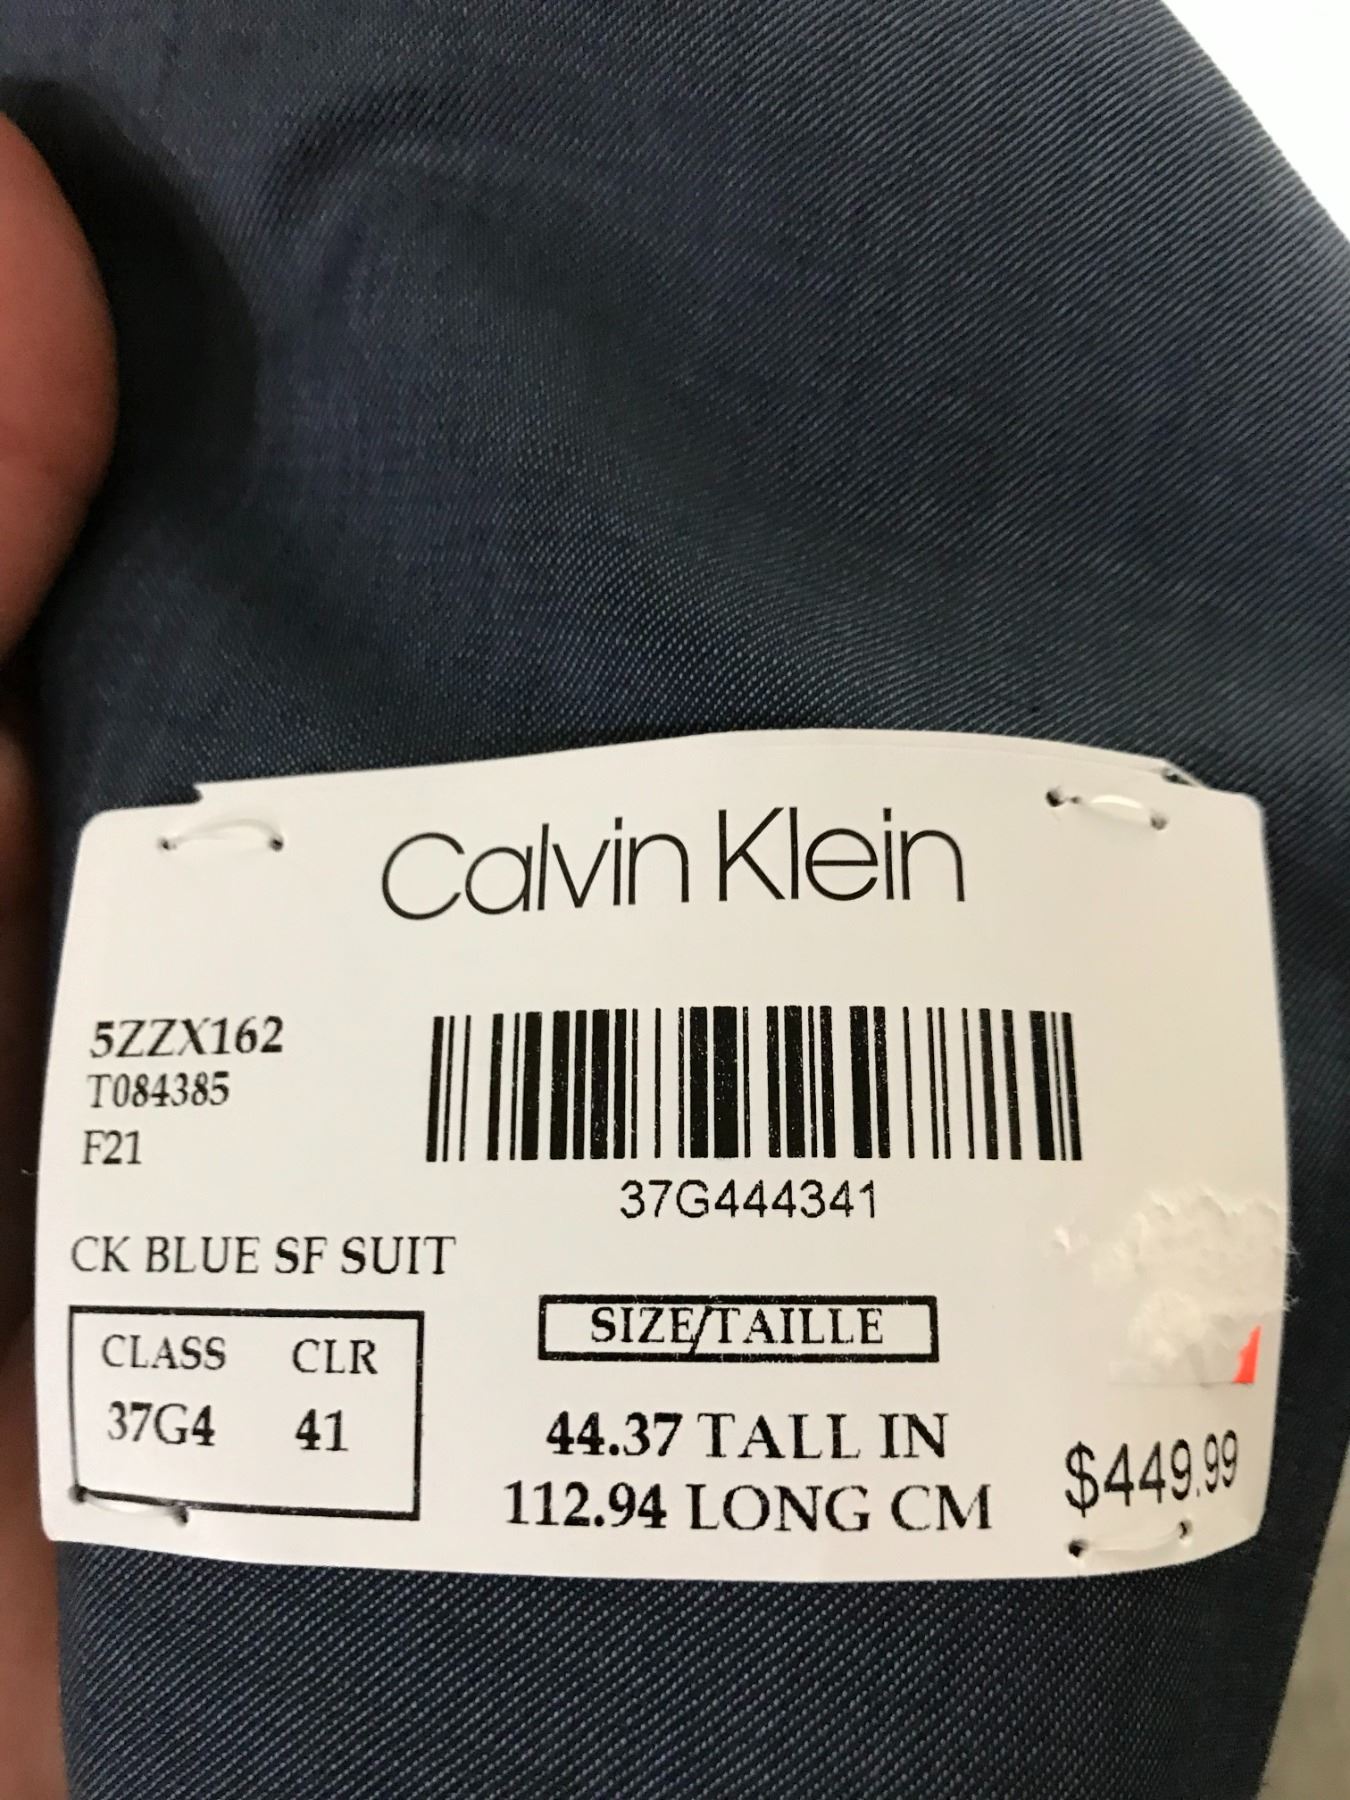 Calvin Klein
5ZZX162
T084385
F21
37G444341
CK BLUE SF SUIT
CLASS CLR
37G4 41
SIZE/TAILLE
44.37 TALL IN
112.94 LONG CM
$449.99